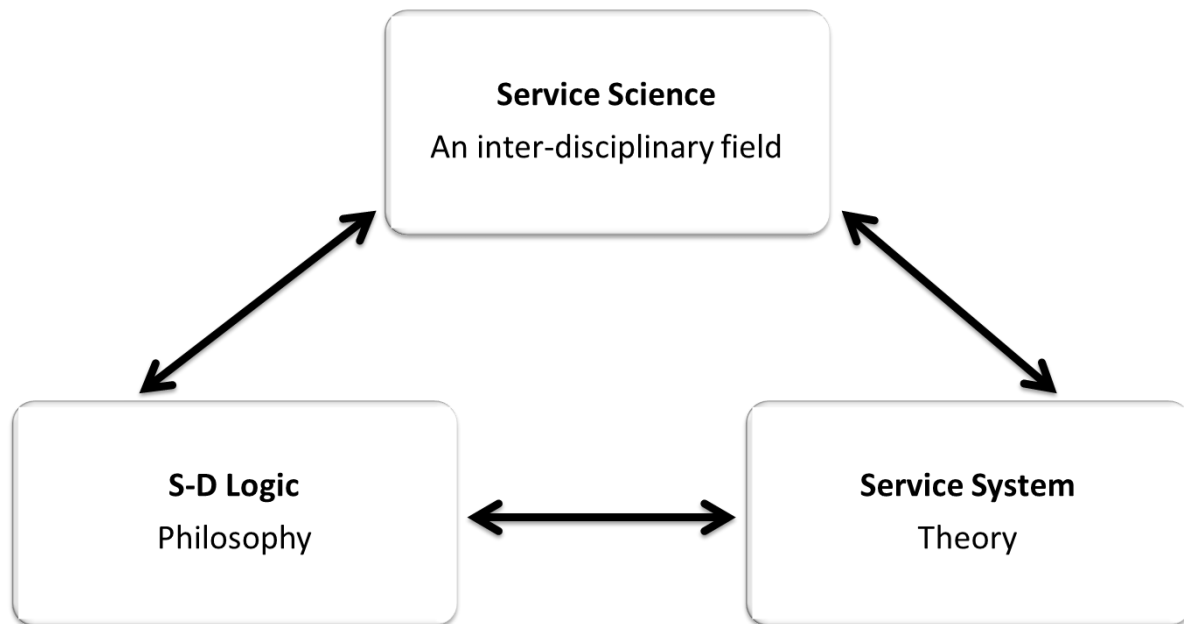 Service Science
An inter-disciplinary field
S-D Logic
Philosophy
Service System
Theory